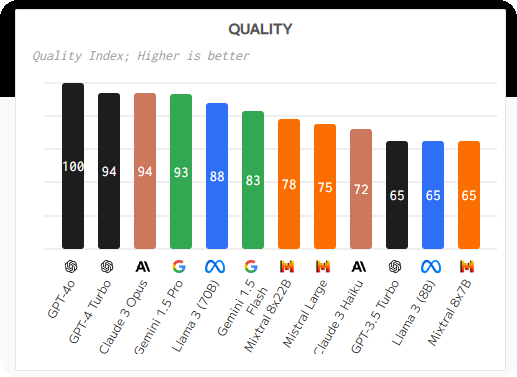 QUALITY
Quality Index; Higher is better
100
94
94
93
88
83
78
75
72
65
65
65
GPT-4o
GPT-4 Turbo
Claude 3 Opus
Gemini 1.5 Pro
Llama 3 (70B)
Gemini 1.5
Flash
Mixtral 8x22B
Mistral Large
Claude 3 Haiku
GPT-3.5 Turbo
Llama 3 (8B)
Mixtral 8x7B